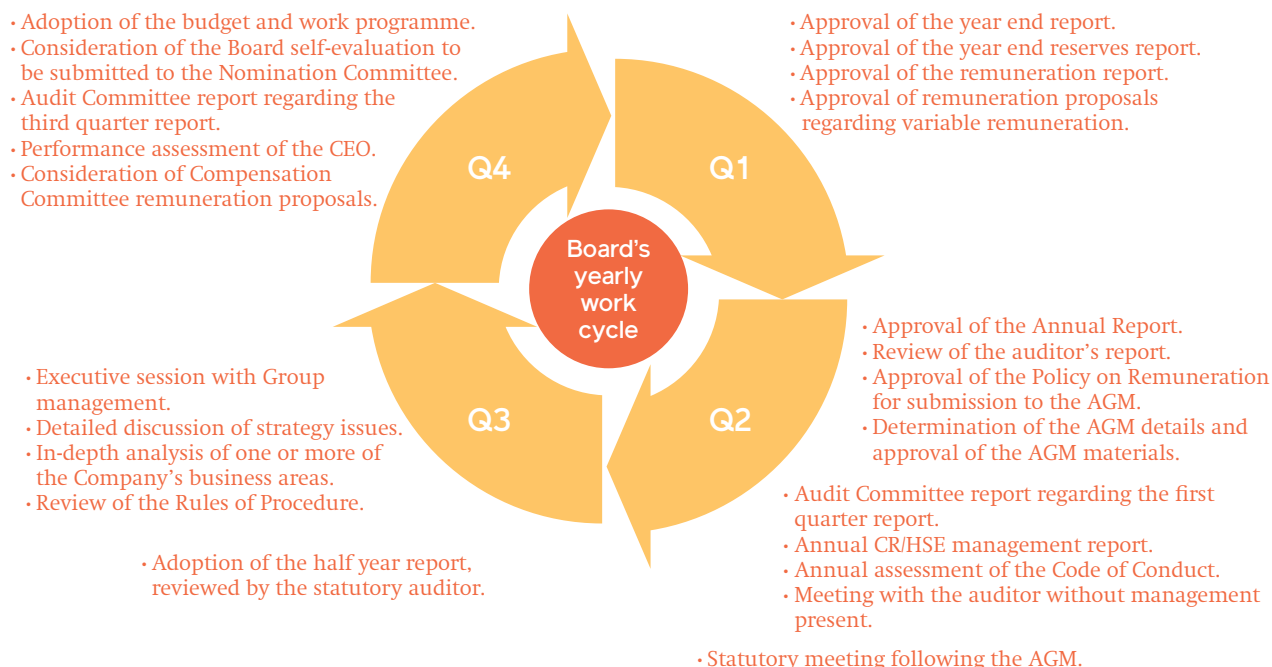 · Adoption of the budget and work programme.
· Consideration of the Board self-evaluation to
be submitted to the Nomination Committee.
· Audit Committee report regarding the
third quarter report.
· Performance assessment of the CEO.
· Consideration of Compensation
Committee remuneration proposals.
· Approval of the year end report.
· Approval of the year end reserves report.
· Approval of the remuneration report.
· Approval of remuneration proposals
regarding variable remuneration.
Q4
Q1
Board's
yearly
work
cycle
Q3
Q2
· Approval of the Annual Report.
· Review of the auditor's report.
· Approval of the Policy on Remuneration
for submission to the AGM.
· Determination of the AGM details and
approval of the AGM materials.
· Executive session with Group
management.
· Detailed discussion of strategy issues.
· In-depth analysis of one or more of
the Company's business areas.
· Review of the Rules of Procedure.
· Audit Committee report regarding the first
quarter report.
· Annual CR/HSE management report.
· Annual assessment of the Code of Conduct.
· Meeting with the auditor without management
present.
· Adoption of the half year report,
reviewed by the statutory auditor.
· Statutory meeting following the AGM.